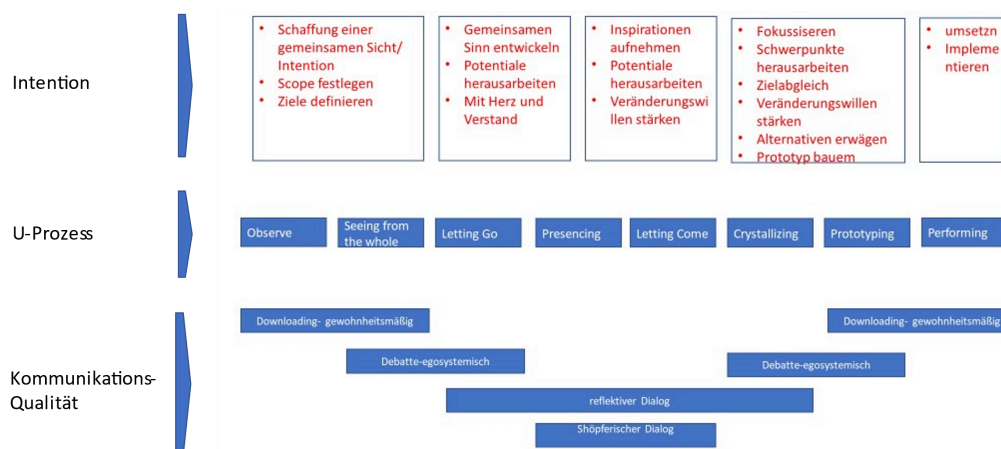 Intention
• Schaffung einer
gemeinsamen Sicht/
Intention
• Scope festlegen
• Ziele definieren
• Gemeinsamen
Sinn entwickeln
• Potentiale
herausarbeiten
• Mit Herz und
Verstand
• Inspirationen
aufnehmen
• Potentiale
herausarbeiten
• Veränderungswi
llen stärken
• Fokussiseren
• Schwerpunkte
herausarbeiten
• Zielabgleich
• Veränderungswillen
stärken
• Alternativen erwägen
• Prototyp bauem
• umsetzn
• Impleme
ntieren
U-Prozess
Observe
Seeing from
the whole
Letting Go
Presencing
Letting Come
Crystallizing
Prototyping
Performing
Kommunikations-
Qualität
Downloading- gewohnheitsmäßig
Downloading- gewohnheitsmäßig
Debatte-egosystemisch
Debatte-egosystemisch
reflektiver Dialog
Shöpferischer Dialog